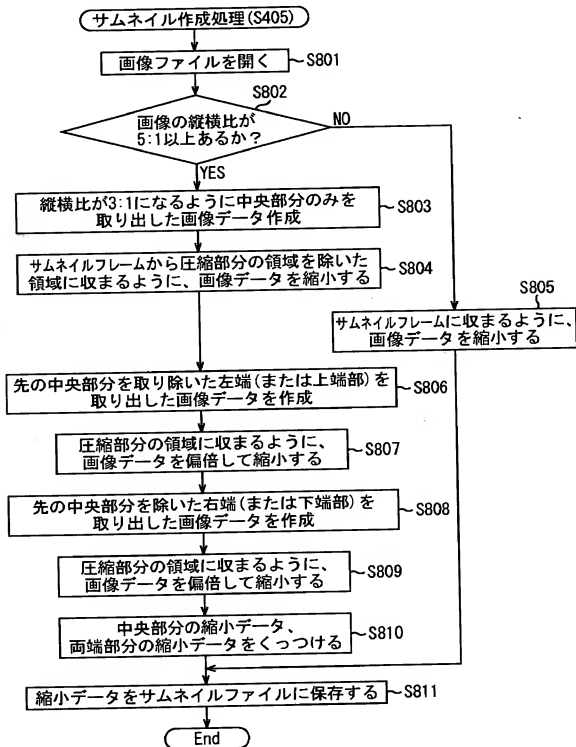 サムネイル作成処理(S405)
画像ファイルを開く
S801
S802
画像の縦横比が
5:1以上あるか?
NO
YES
縦横比が3:1になるように中央部分のみを
取り出した画像データ作成
S803
サムネイルフレームから圧縮部分の領域を除いた
領域に収まるように、画像データを縮小する
S804
S805
サムネイルフレームに収まるように、
画像データを縮小する
先の中央部分を取り除いた左端(または上端部)を
取り出した画像データを作成
S806
圧縮部分の領域に収まるように、
画像データを偏倍して縮小する
S807
先の中央部分を除いた右端(または下端部)を
取り出した画像データを作成
S808
圧縮部分の領域に収まるように、
画像データを偏倍して縮小する
S809
中央部分の縮小データ、
両端部分の縮小データをくっつける
S810
縮小データをサムネイルファイルに保存する
S811
End